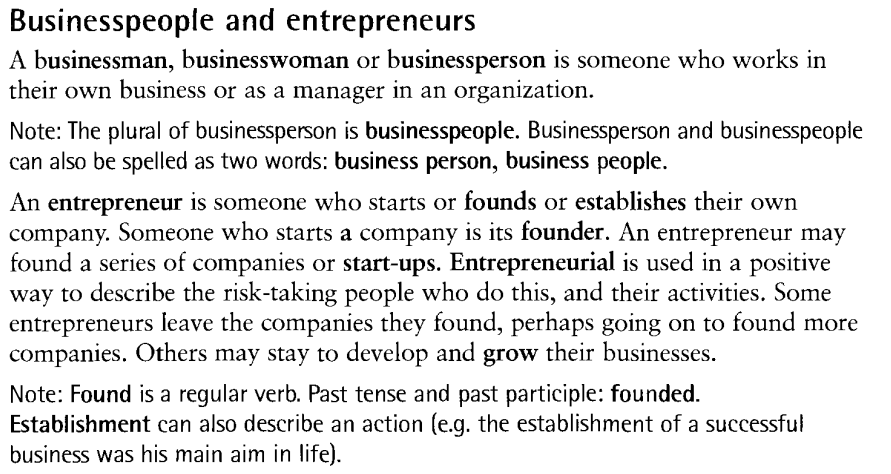 Businesspeople and entrepreneurs
A businessman, businesswoman or businessperson is someone who works in
their own business or as a manager in an organization.
Note: The plural of businessperson is businesspeople. Businessperson and businesspeople
can also be spelled as two words: business person, business people.
An entrepreneur is someone who starts or founds or establishes their own
company. Someone who starts a company is its founder. An entrepreneur may
found a series of companies or start-ups. Entrepreneurial is used in a positive
way to describe the risk-taking people who do this, and their activities. Some
entrepreneurs leave the companies they found, perhaps going on to found more
companies. Others may stay to develop and grow their businesses.
Note: Found is a regular verb. Past tense and past participle: founded.
Establishment can also describe an action (e.g. the establishment of a successful
business was his main aim in life).